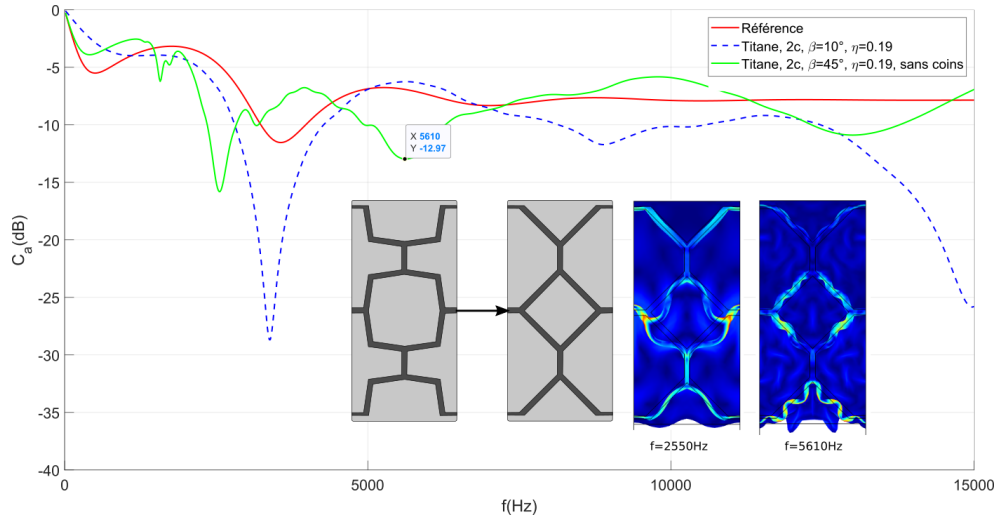 0
-5
-10
-15
-20
-25
-30
-35
-40
C_a(dB)
0
5000
10000
15000
f(Hz)
Référence
Titane, 2c, β=10°, η=0.19
Titane, 2c, β=45°, η=0.19, sans coins
X 5610
Y -12.97
f=2550Hz
f=5610Hz